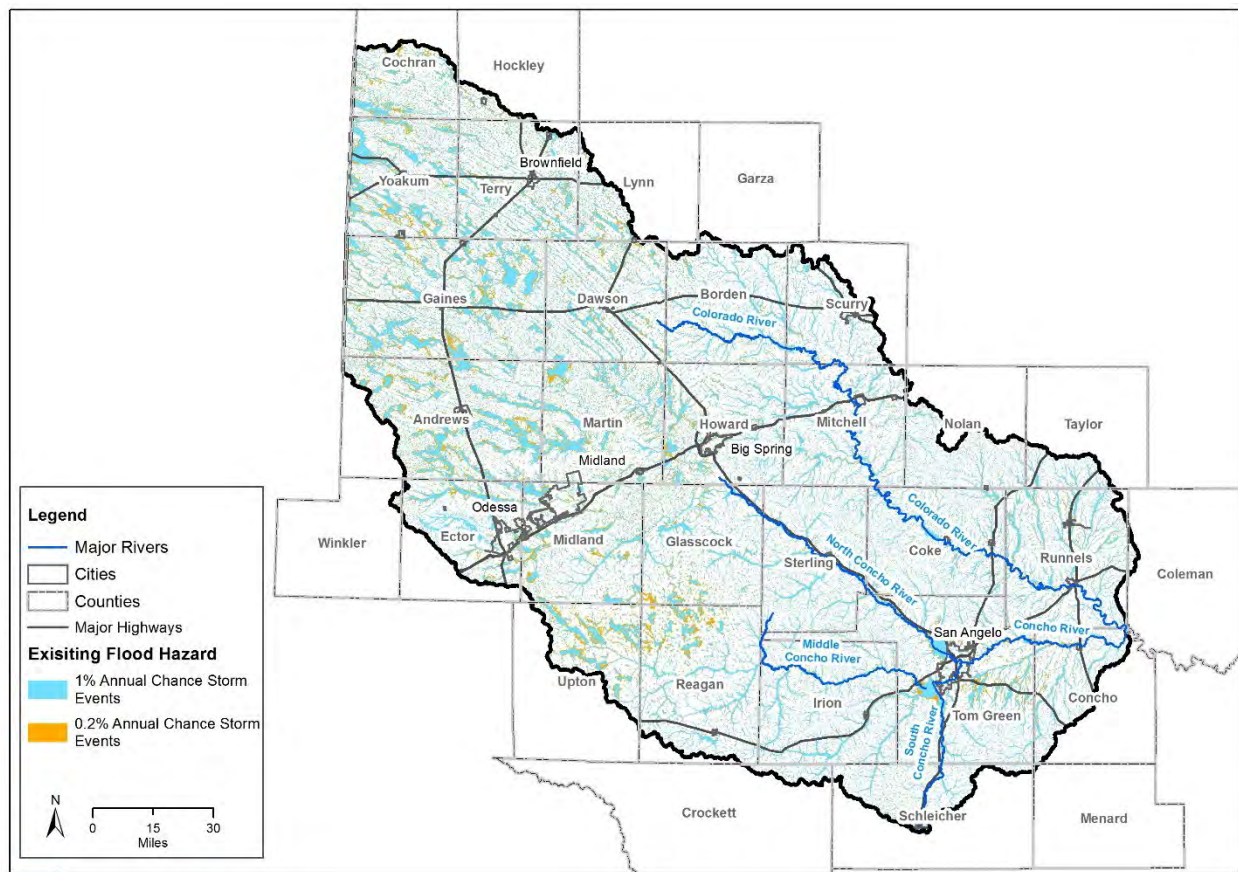 Cochran
Hockley
Brownfield
Yoakum
Terry
Lynn
Garza
Gaines
Dawson
Borden
Scurry
Colorado River
Andrews
Martin
Howard
Mitchell
Nolan
Taylor
Big Spring
Midland
Odessa
Winkler
Ector
Midland
Glasscock
Sterling
North Concho River
Colorado River
Coke
Runnels
Coleman
San Angelo
Concho River
Middle
Concho River
Upton
Reagan
Irion
South
Concho River
Tom Green
Concho
Crockett
Schleicher
Menard
Legend
Major Rivers
Cities
Counties
Major Highways
Exisiting Flood Hazard
1% Annual Chance Storm
Events
0.2% Annual Chance Storm
Events
N
0 15 30
Miles